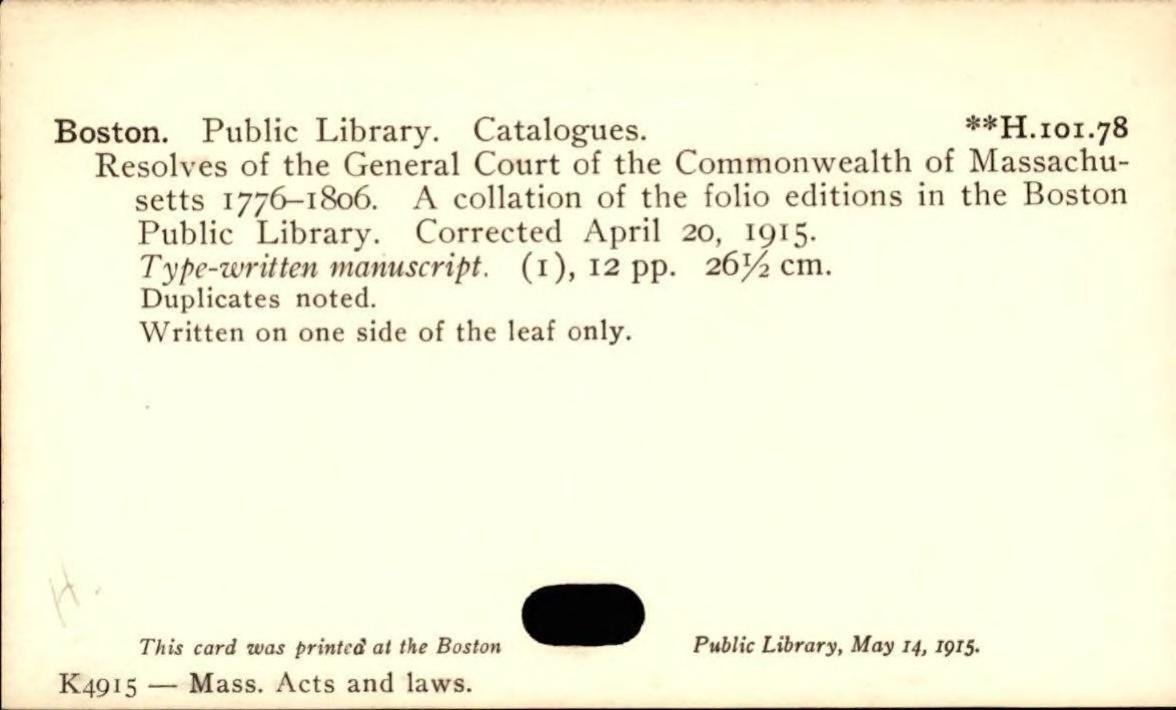 Boston. Public Library. Catalogues. **H.101.78
Resolves of the General Court of the Commonwealth of Massachu-
setts 1776–1806. A collation of the folio editions in the Boston
Public Library. Corrected April 20, 1915.
Type-written manuscript. (1), 12 pp. 26½ cm.
Duplicates noted.
Written on one side of the leaf only.
H.
This card was printed at the Boston Public Library, May 14, 1915.
K4915 — Mass. Acts and laws.